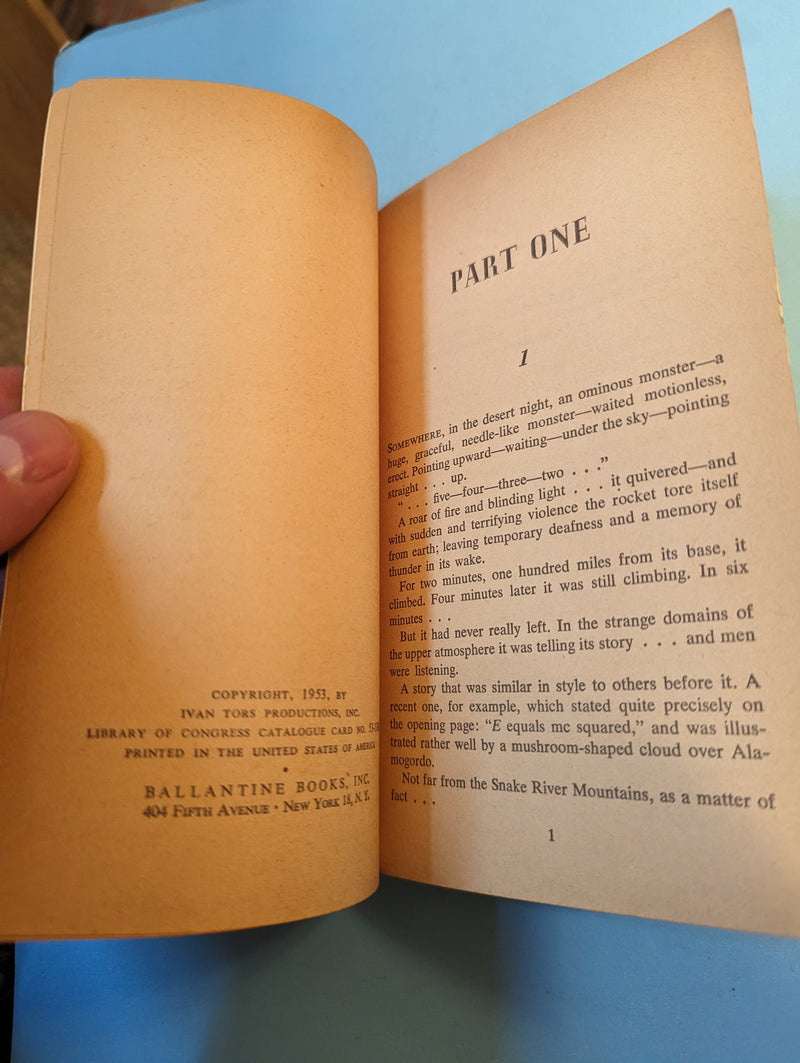 COPYRIGHT, 1953, BY
IVAN TORS PRODUCTIONS, INC.
LIBRARY OF CONGRESS CATALOGUE CARD NO.
PRINTED IN THE UNITED STATES OF AMERICA
•
BALLANTINE BOOKS, INC.
404 FIFTH AVENUE • NEW YORK 18, N. Y.
PART ONE
1
SOMEWHERE, in the desert night, an ominous monster—a
huge, graceful, needle-like monster—waited motionless,
erect. Pointing upward—waiting—under the sky—pointing
straight . . . up.
“ . . . five—four—three—two . . .”
A roar of fire and blinding light . . . it quivered—and
with sudden and terrifying violence the rocket tore itself
from earth; leaving temporary deafness and a memory of
thunder in its wake.
For two minutes, one hundred miles from its base, it
climbed. Four minutes later it was still climbing. In six
minutes . . .
But it had never really left. In the strange domains of
the upper atmosphere it was telling its story . . . and men
were listening.
A story that was similar in style to others before it. A
recent one, for example, which stated quite precisely on
the opening page: “E equals mc squared,” and was illus-
trated rather well by a mushroom-shaped cloud over Ala-
mogordo.
Not far from the Snake River Mountains, as a matter of
fact . . .
1